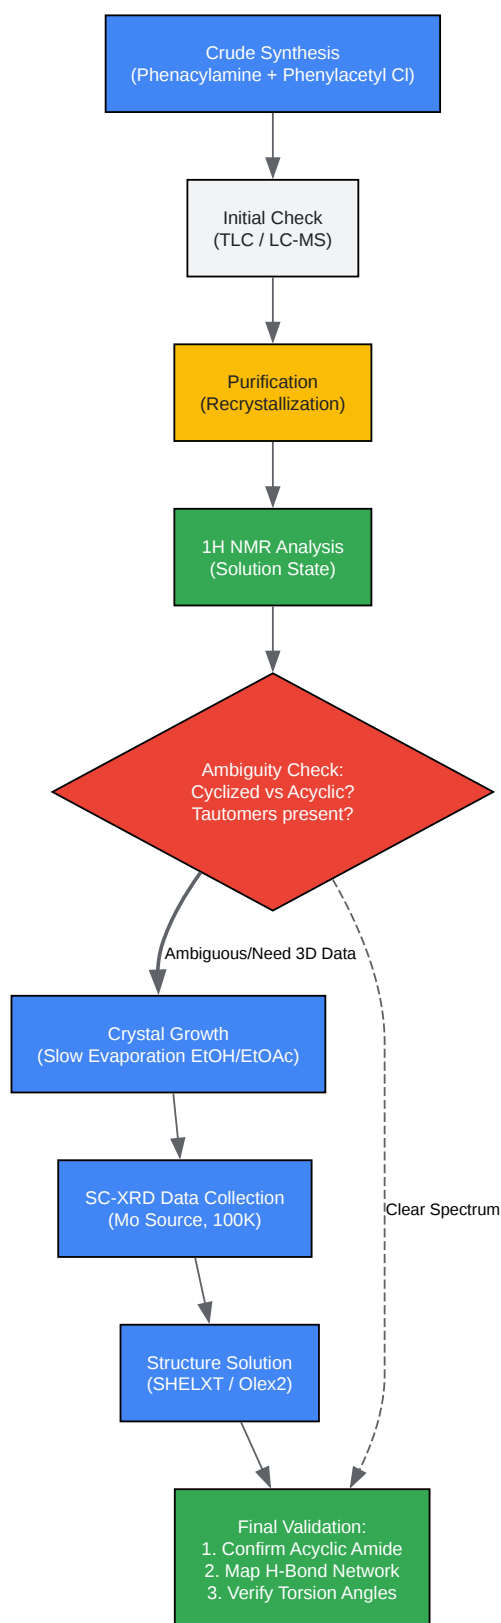 Crude Synthesis
(Phenacylamine + Phenylacetyl Cl)
Initial Check
(TLC / LC-MS)
Purification
(Recrystallization)
1H NMR Analysis
(Solution State)
Ambiguity Check:
Cyclized vs Acyclic?
Tautomers present?
Ambiguous/Need 3D Data
Crystal Growth
(Slow Evaporation EtOH/EtOAc)
SC-XRD Data Collection
(Mo Source, 100K)
Clear Spectrum
Structure Solution
(SHELXT / Olex2)
Final Validation:
1. Confirm Acyclic Amide
2. Map H-Bond Network
3. Verify Torsion Angles